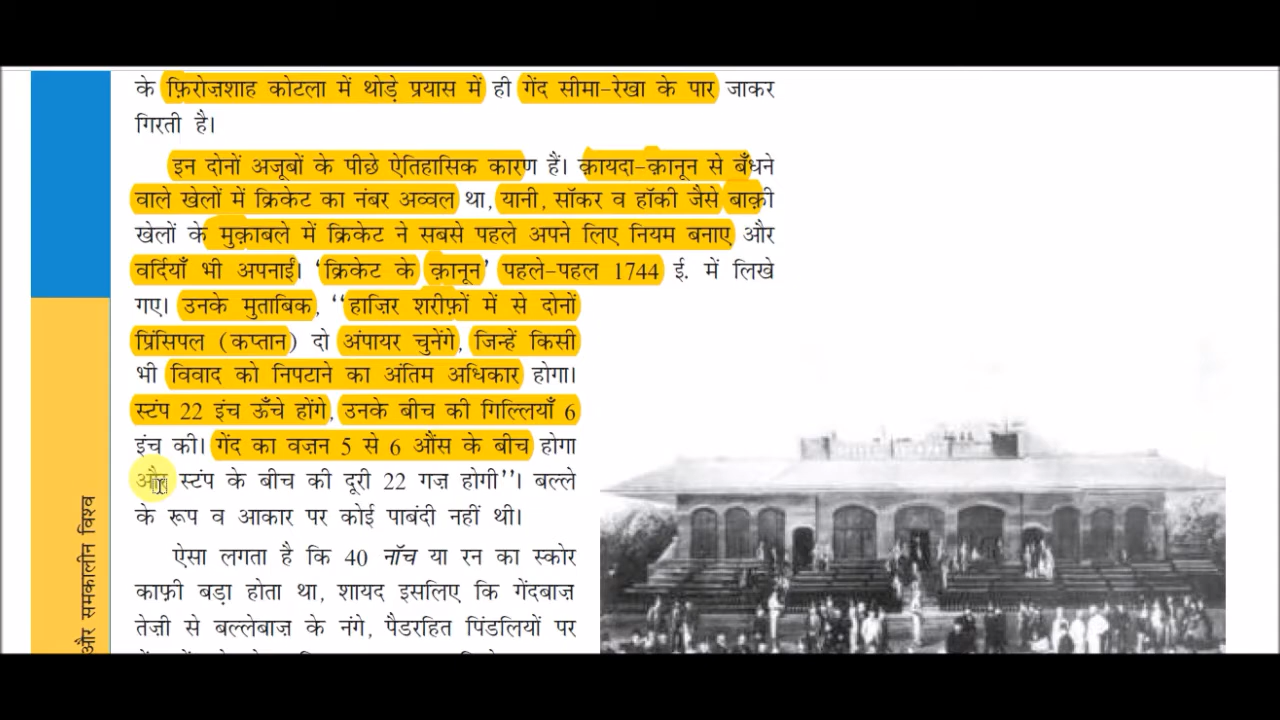 के फ़िरोज़शाह कोटला में थोड़े प्रयास में ही गेंद सीमा-रेखा के पार जाकर
गिरती है।
इन दोनों अजूबों के पीछे ऐतिहासिक कारण हैं। क़ायदा-क़ानून से बँधने
वाले खेलों में क्रिकेट का नंबर अव्वल था, यानी, सॉकर व हॉकी जैसे बाक़ी
खेलों के मुक़ाबले में क्रिकेट ने सबसे पहले अपने लिए नियम बनाए और
वर्दियाँ भी अपनाईं। 'क्रिकेट के क़ानून' पहले-पहल 1744 ई. में लिखे
गए। उनके मुताबिक, ''हाज़िर शरीफ़ों में से दोनों
प्रिंसिपल (कप्तान) दो अंपायर चुनेंगे, जिन्हें किसी
भी विवाद को निपटाने का अंतिम अधिकार होगा।
स्टंप 22 इंच ऊँचे होंगे, उनके बीच की गिल्लियाँ 6
इंच की। गेंद का वज़न 5 से 6 औंस के बीच होगा
और स्टंप के बीच की दूरी 22 गज़ होगी''। बल्ले
के रूप व आकार पर कोई पाबंदी नहीं थी।
ऐसा लगता है कि 40 नॉच या रन का स्कोर
काफ़ी बड़ा होता था, शायद इसलिए कि गेंदबाज़
तेज़ी से बल्लेबाज़ के नंगे, पैडरहित पिंडलियों पर
और समकालीन विश्व